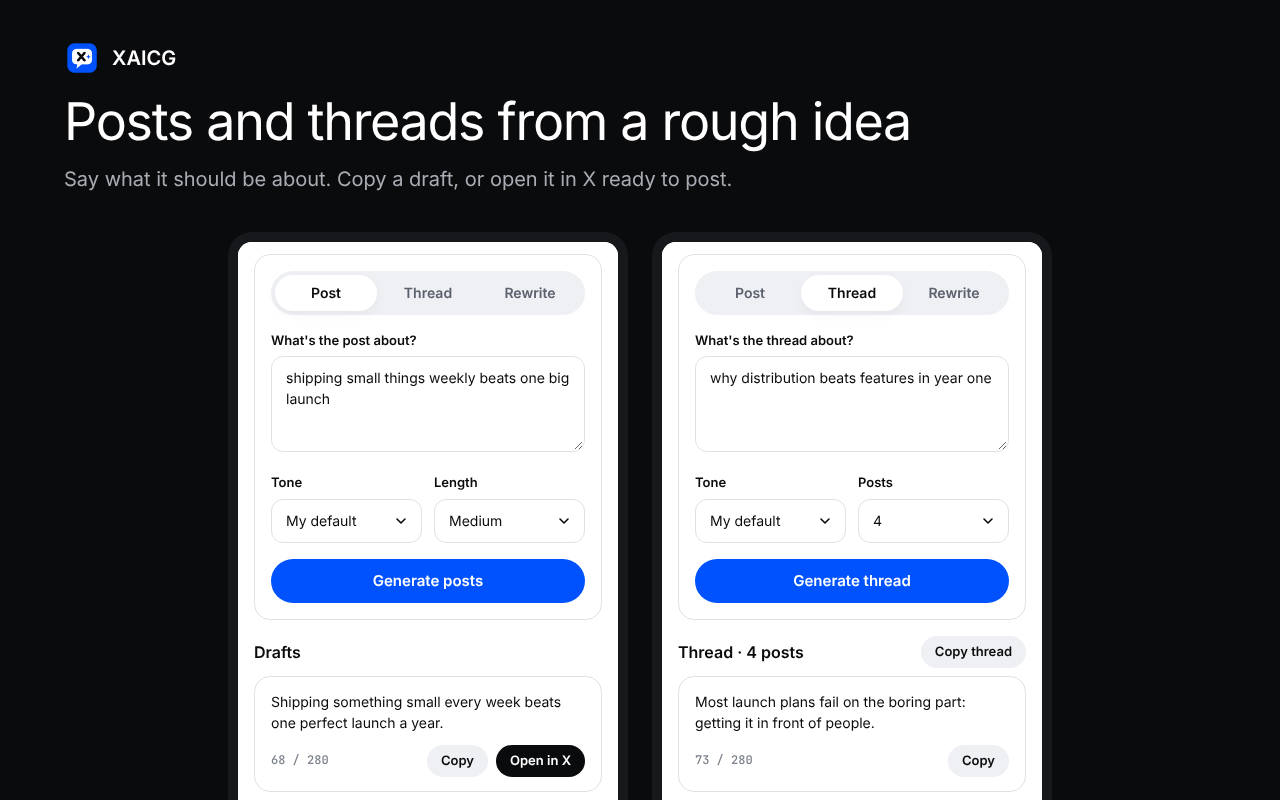 XAICG
Posts and threads from a rough idea
Say what it should be about. Copy a draft, or open it in X ready to post.
Post Thread Rewrite
What's the post about?
shipping small things weekly beats one big
launch
Tone Length
My default Medium
Generate posts
Drafts
Shipping something small every week beats
one perfect launch a year.
68 / 280 Copy Open in X
Post Thread Rewrite
What's the thread about?
why distribution beats features in year one
Tone Posts
My default 4
Generate thread
Thread · 4 posts Copy thread
Most launch plans fail on the boring part:
getting it in front of people.
73 / 280 Copy